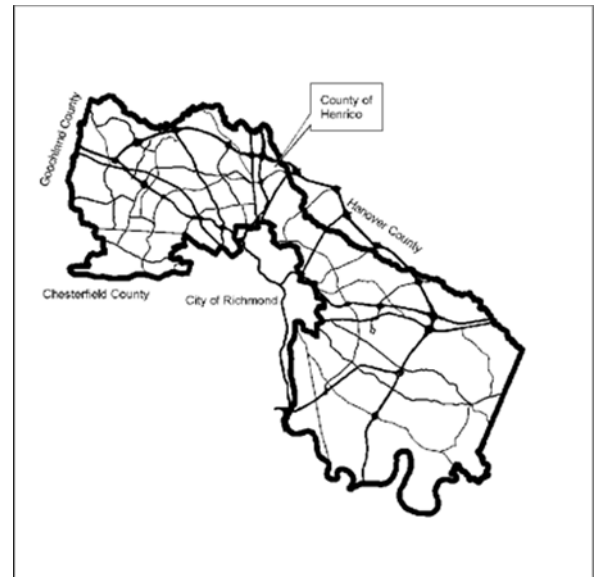 County of
Henrico
Goochland County
Hanover County
Chesterfield County
City of Richmond